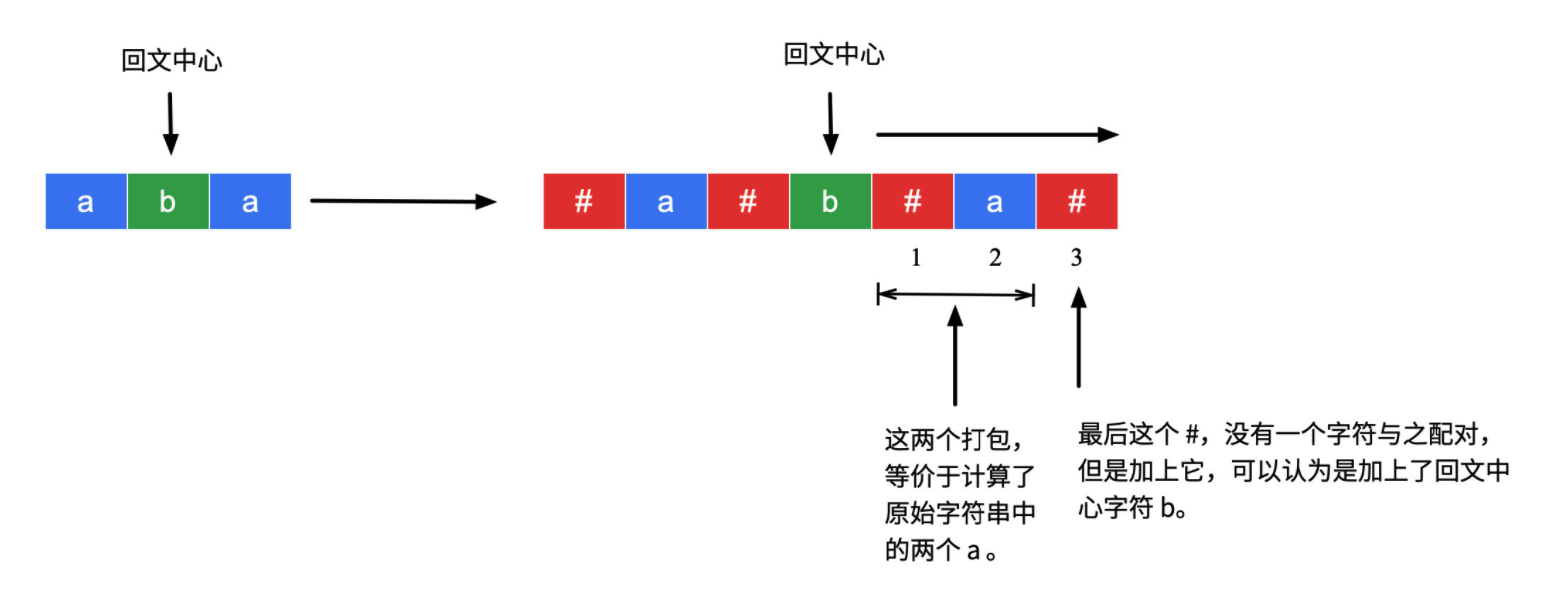 回文中心
回文中心
a b a
# a # b # a #
1 2 3
这两个打包，
等价于计算了
原始字符串中
的两个 a 。
最后这个 #，没有一个字符与之配对，
但是加上它，可以认为是加上了回文中
心字符 b。